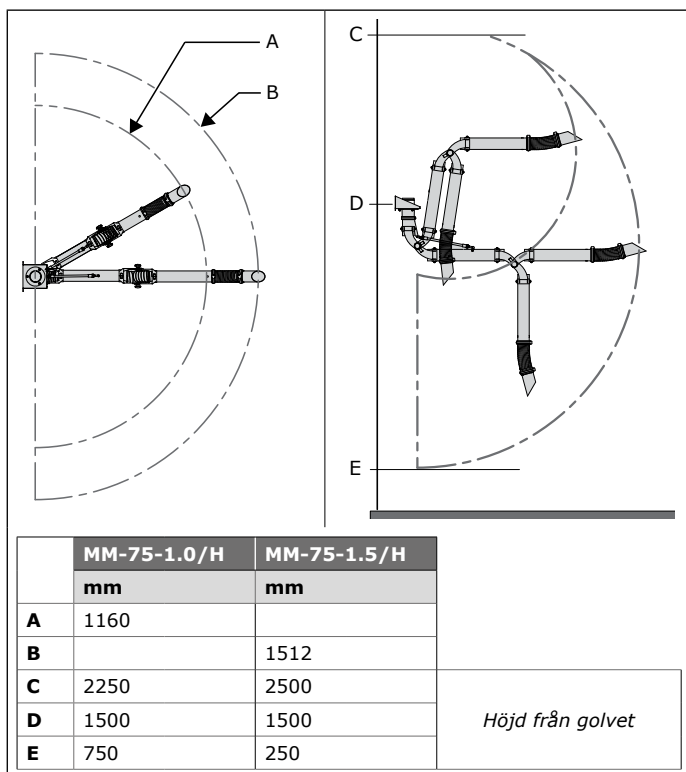 A
B
C
D
E
MM-75-1.0/H MM-75-1.5/H
mm mm
A 1160
B 1512
C 2250 2500
D 1500 1500 Höjd från golvet
E 750 250